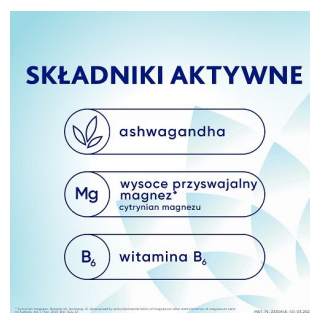 SKŁADNIKI AKTYWNE
ashwagandha
Mg
wysoce przyswajalny
magnez*
cytrynian magnezu
B6
witamina B6